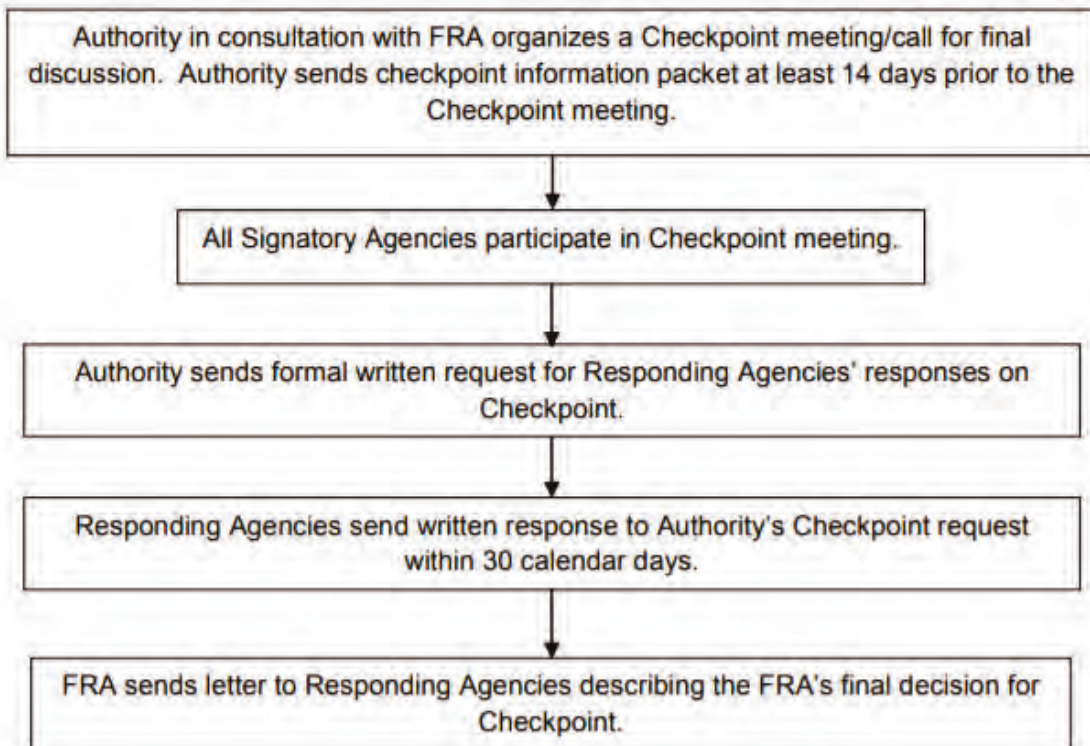 Authority in consultation with FRA organizes a Checkpoint meeting/call for final
discussion.  Authority sends checkpoint information packet at least 14 days prior to the
Checkpoint meeting.
All Signatory Agencies participate in Checkpoint meeting.
Authority sends formal written request for Responding Agencies' responses on
Checkpoint.
Responding Agencies send written response to Authority's Checkpoint request
within 30 calendar days.
FRA sends letter to Responding Agencies describing the FRA's final decision for
Checkpoint.